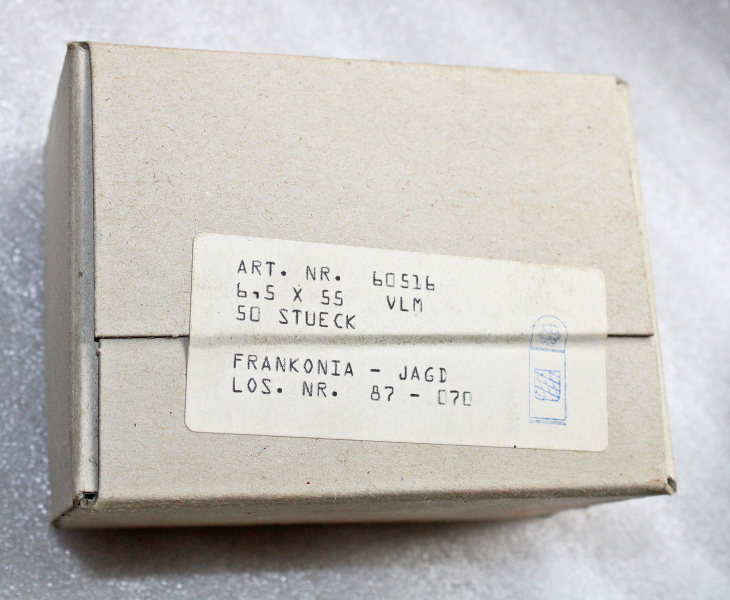 ART. NR. 60516
6,5 X 55 VLM
50 STUECK
FRANKONIA - JAGD
LOS. NR. 87 - 070